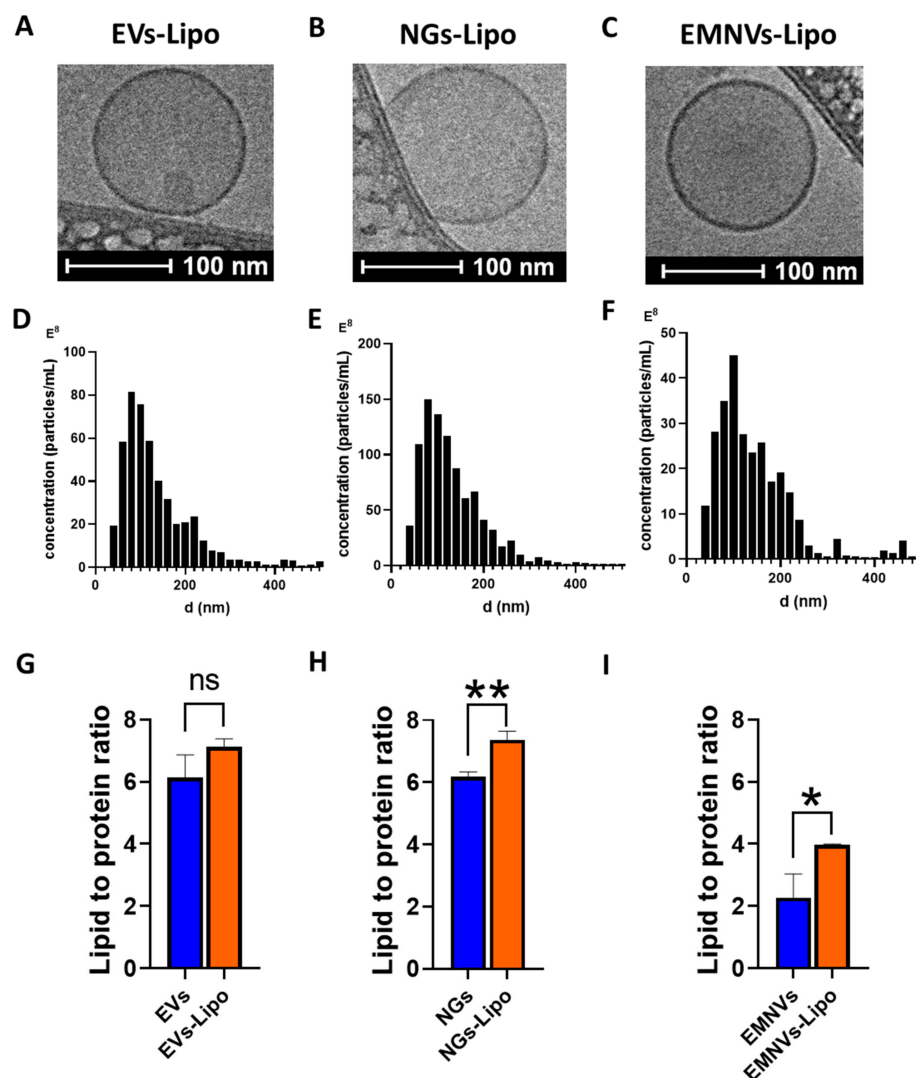 A EVs-Lipo B NGs-Lipo C EMNVs-Lipo
100 nm 100 nm 100 nm
D E F
E⁸ E⁸ E⁸
concentration (particles/mL)
100
80
60
40
20
0
0 200 400
d (nm)
concentration (particles/mL)
200
150
100
50
0
0 200 400
d (nm)
concentration (particles/mL)
50
40
30
20
10
0
0 200 400
d (nm)
G H I
ns
Lipid to protein ratio
8
6
4
2
0
EVs
EVs-Lipo
**
Lipid to protein ratio
8
6
4
2
0
NGs
NGs-Lipo
*
Lipid to protein ratio
8
6
4
2
0
EMNVs
EMNVs-Lipo